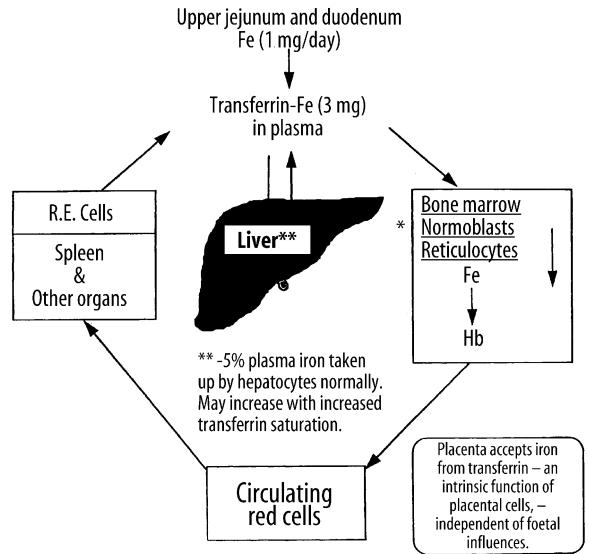 Upper jejunum and duodenum
Fe (1 mg/day)
Transferrin-Fe (3 mg)
in plasma
R.E. Cells
Spleen
&
Other organs
Liver**
*
Bone marrow
Normoblasts
Reticulocytes
Fe
Hb
** -5% plasma iron taken
up by hepatocytes normally.
May increase with increased
transferrin saturation.
Circulating
red cells
Placenta accepts iron
from transferrin – an
intrinsic function of
placental cells, –
independent of foetal
influences.